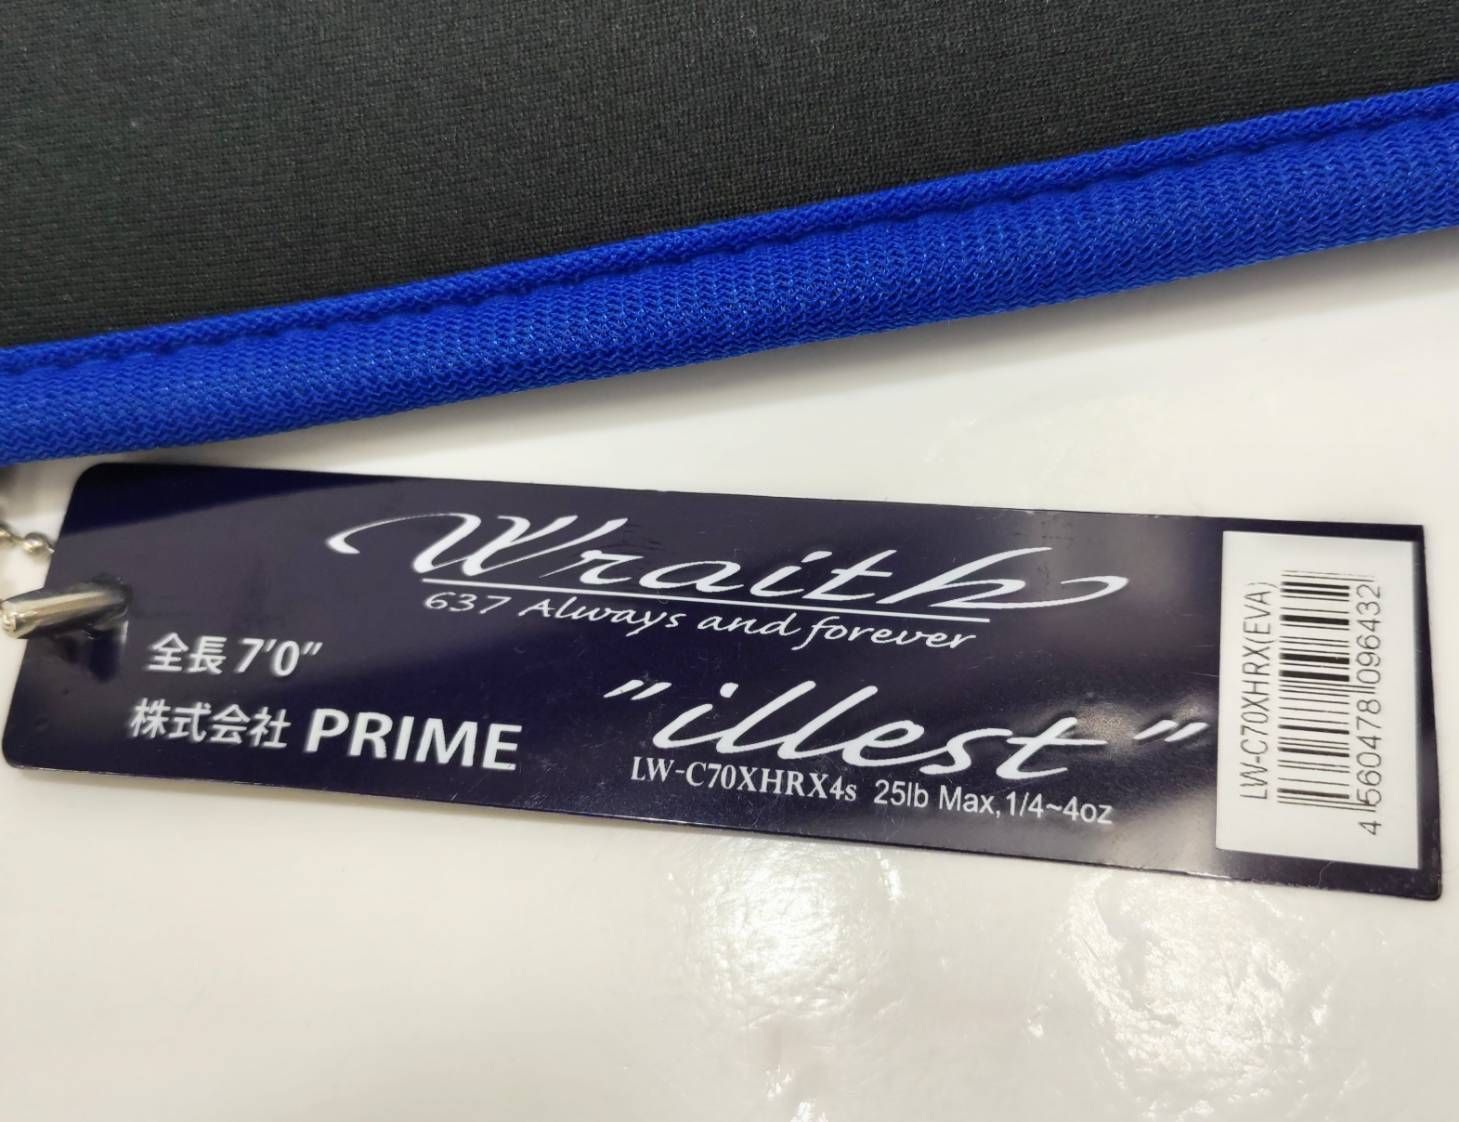 Wraith
637 Always and forever
全長 7'0"
株式会社 PRIME
"illest"
LW-C70XHRX4s 25lb Max,1/4~4oz
LW-C70XHRX(EVA)
4560478096432